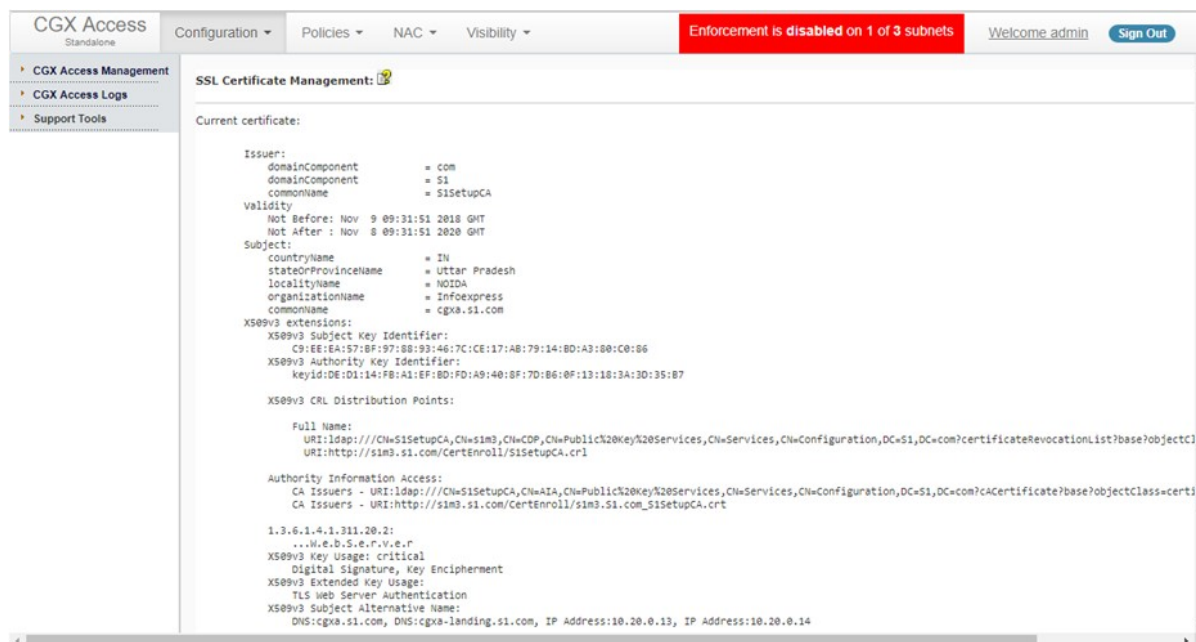 CGX Access
Standalone
Configuration
Policies
NAC
Visibility
Enforcement is disabled on 1 of 3 subnets
Welcome admin
Sign Out
CGX Access Management
CGX Access Logs
Support Tools
SSL Certificate Management:
Current certificate:
Issuer:
domainComponent = com
domainComponent = S1
commonName = S1SetupCA
Validity
Not Before: Nov 9 09:31:51 2018 GMT
Not After : Nov 8 09:31:51 2020 GMT
Subject:
countryName = IN
stateOrProvinceName = Uttar Pradesh
localityName = NOIDA
organizationName = Infoexpress
commonName = cgxa.s1.com
X509v3 extensions:
X509v3 Subject Key Identifier:
C9:EE:EA:57:BF:97:88:93:46:7C:CE:17:AB:79:14:BD:A3:80:C0:86
X509v3 Authority Key Identifier:
keyid:DE:D1:14:FB:A1:EF:BD:FD:A9:40:8F:7D:B6:0F:13:18:3A:3D:35:B7
X509v3 CRL Distribution Points:
Full Name:
URI:ldap:///CN=S1SetupCA,CN=s1m3,CN=CDP,CN=Public%20Key%20Services,CN=Services,CN=Configuration,DC=S1,DC=com?certificateRevocationList?base?objectCl
URI:http://s1m3.s1.com/CertEnroll/S1SetupCA.crl
Authority Information Access:
CA Issuers - URI:ldap:///CN=S1SetupCA,CN=AIA,CN=Public%20Key%20Services,CN=Services,CN=Configuration,DC=S1,DC=com?cACertificate?base?objectClass=certi
CA Issuers - URI:http://s1m3.s1.com/CertEnroll/s1m3.S1.com_S1SetupCA.crt
1.3.6.1.4.1.311.20.2:
...W.e.b.S.e.r.v.e.r
X509v3 Key Usage: critical
Digital Signature, Key Encipherment
X509v3 Extended Key Usage:
TLS Web Server Authentication
X509v3 Subject Alternative Name:
DNS:cgxa.s1.com, DNS:cgxa-landing.s1.com, IP Address:10.20.0.13, IP Address:10.20.0.14